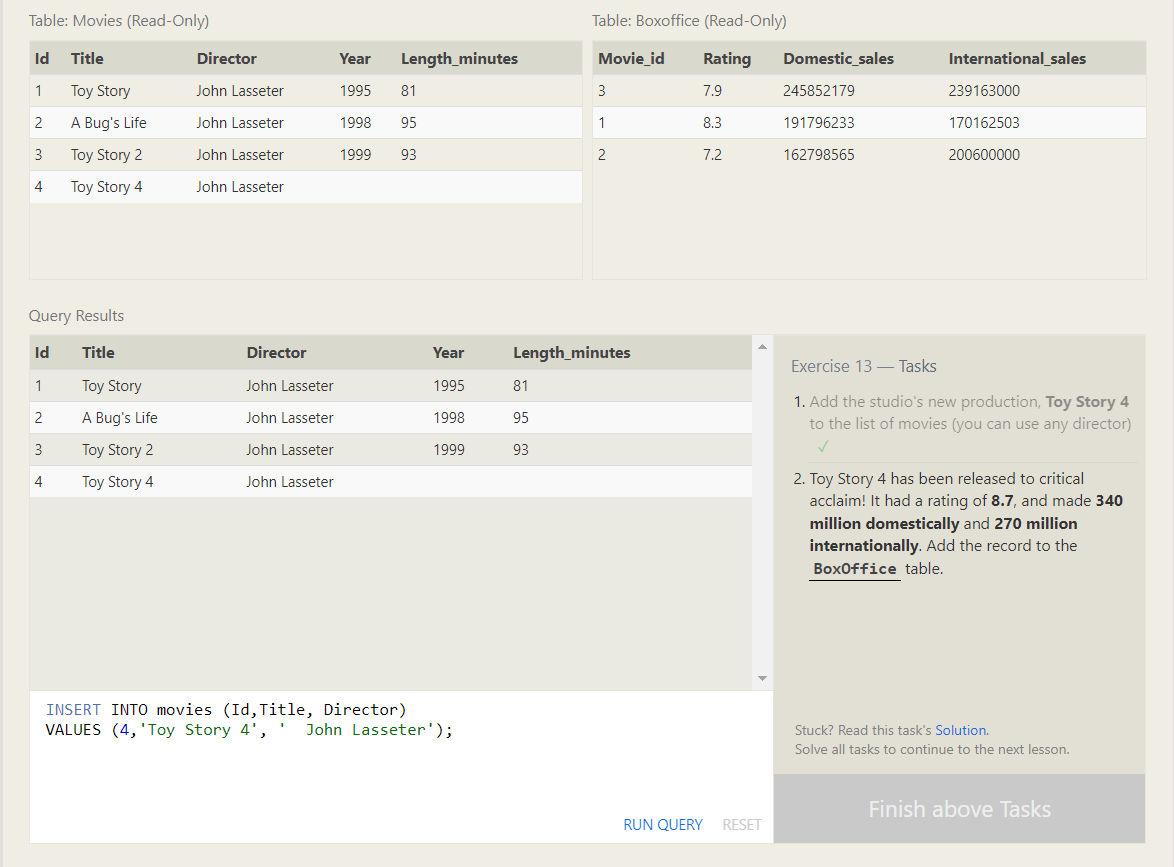 Table: Movies (Read-Only)
Id Title Director Year Length_minutes
1 Toy Story John Lasseter 1995 81
2 A Bug's Life John Lasseter 1998 95
3 Toy Story 2 John Lasseter 1999 93
4 Toy Story 4 John Lasseter
Table: Boxoffice (Read-Only)
Movie_id Rating Domestic_sales International_sales
3 7.9 245852179 239163000
1 8.3 191796233 170162503
2 7.2 162798565 200600000
Query Results
Id Title Director Year Length_minutes
1 Toy Story John Lasseter 1995 81
2 A Bug's Life John Lasseter 1998 95
3 Toy Story 2 John Lasseter 1999 93
4 Toy Story 4 John Lasseter
INSERT INTO movies (Id,Title, Director)
VALUES (4,'Toy Story 4', '  John Lasseter');
RUN QUERY RESET
Exercise 13 — Tasks
1. Add the studio's new production, Toy Story 4
to the list of movies (you can use any director)
✓
2. Toy Story 4 has been released to critical
acclaim! It had a rating of 8.7, and made 340
million domestically and 270 million
internationally. Add the record to the
BoxOffice table.
Stuck? Read this task's Solution.
Solve all tasks to continue to the next lesson.
Finish above Tasks